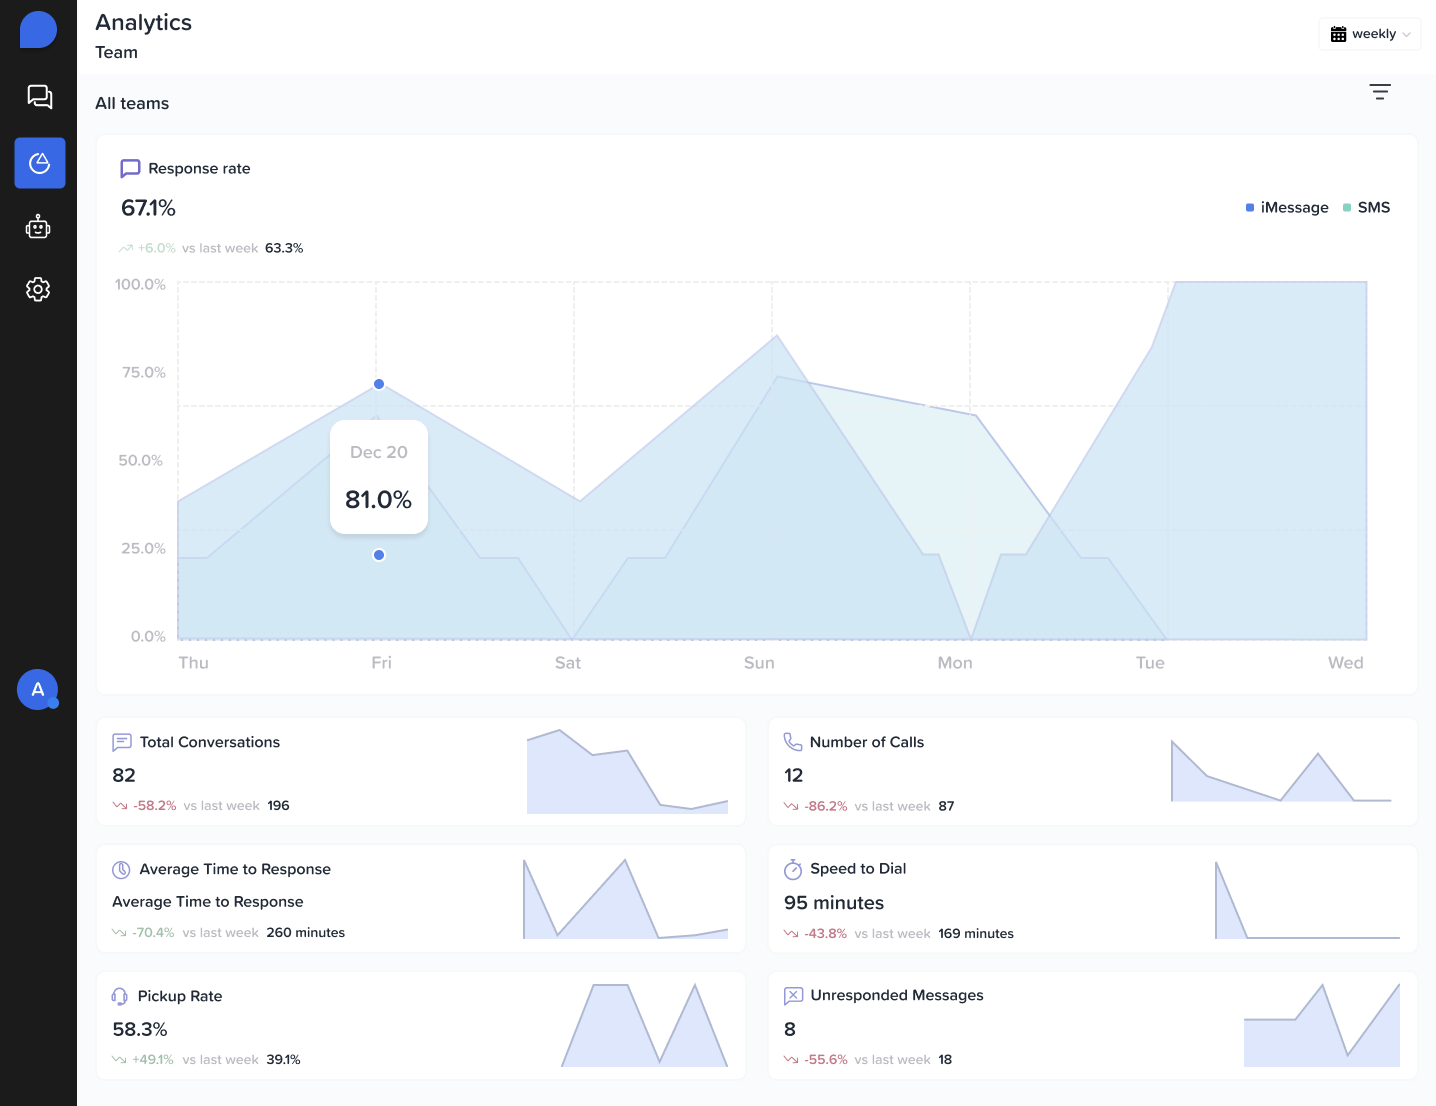 Analytics
Team
weekly
All teams
Response rate
67.1%
iMessage SMS
+6.0% vs last week 63.3%
100.0%
75.0%
50.0%
25.0%
0.0%
Dec 20
81.0%
Thu Fri Sat Sun Mon Tue Wed
A
Total Conversations
82
-58.2% vs last week 196
Number of Calls
12
-86.2% vs last week 87
Average Time to Response
Average Time to Response
-70.4% vs last week 260 minutes
Speed to Dial
95 minutes
-43.8% vs last week 169 minutes
Pickup Rate
58.3%
+49.1% vs last week 39.1%
Unresponded Messages
8
-55.6% vs last week 18